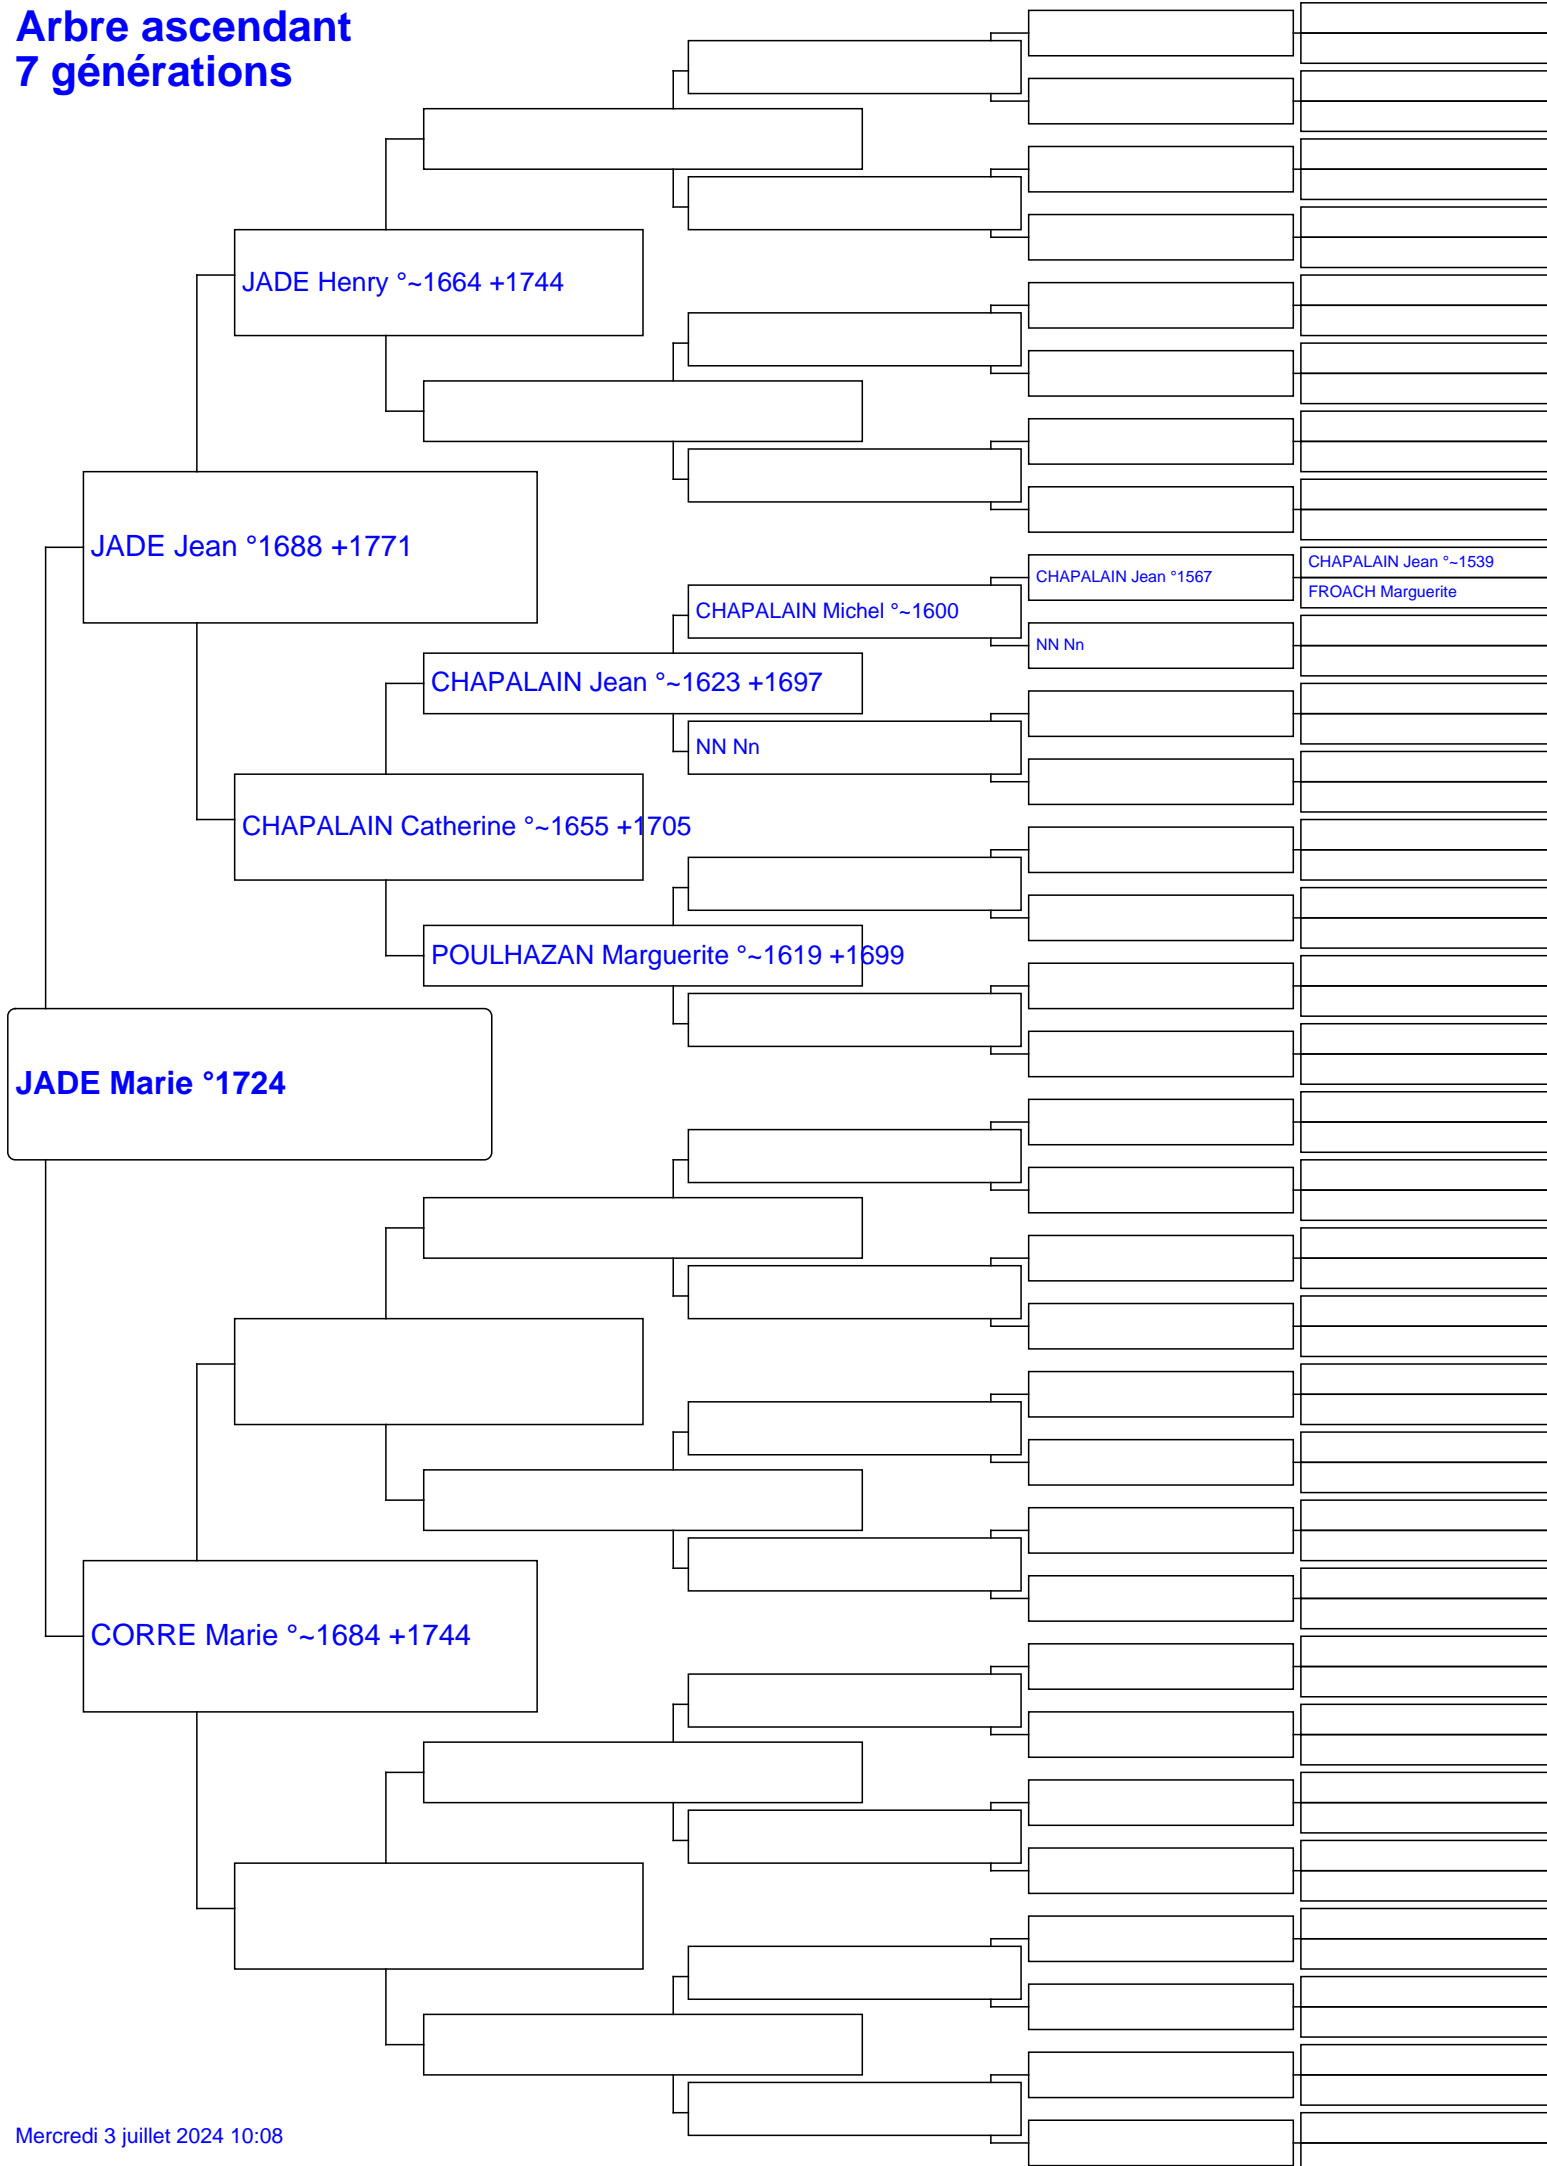 Arbre ascendant
7 générations
JADE Henry °~1664 +1744
JADE Jean °1688 +1771
CHAPALAIN Jean °~1539
CHAPALAIN Jean °1567
FROACH Marguerite
CHAPALAIN Michel °~1600
NN Nn
CHAPALAIN Jean °~1623 +1697
NN Nn
CHAPALAIN Catherine °~1655 +1705
POULHAZAN Marguerite °~1619 +1699
JADE Marie °1724
CORRE Marie °~1684 +1744
Mercredi 3 juillet 2024 10:08